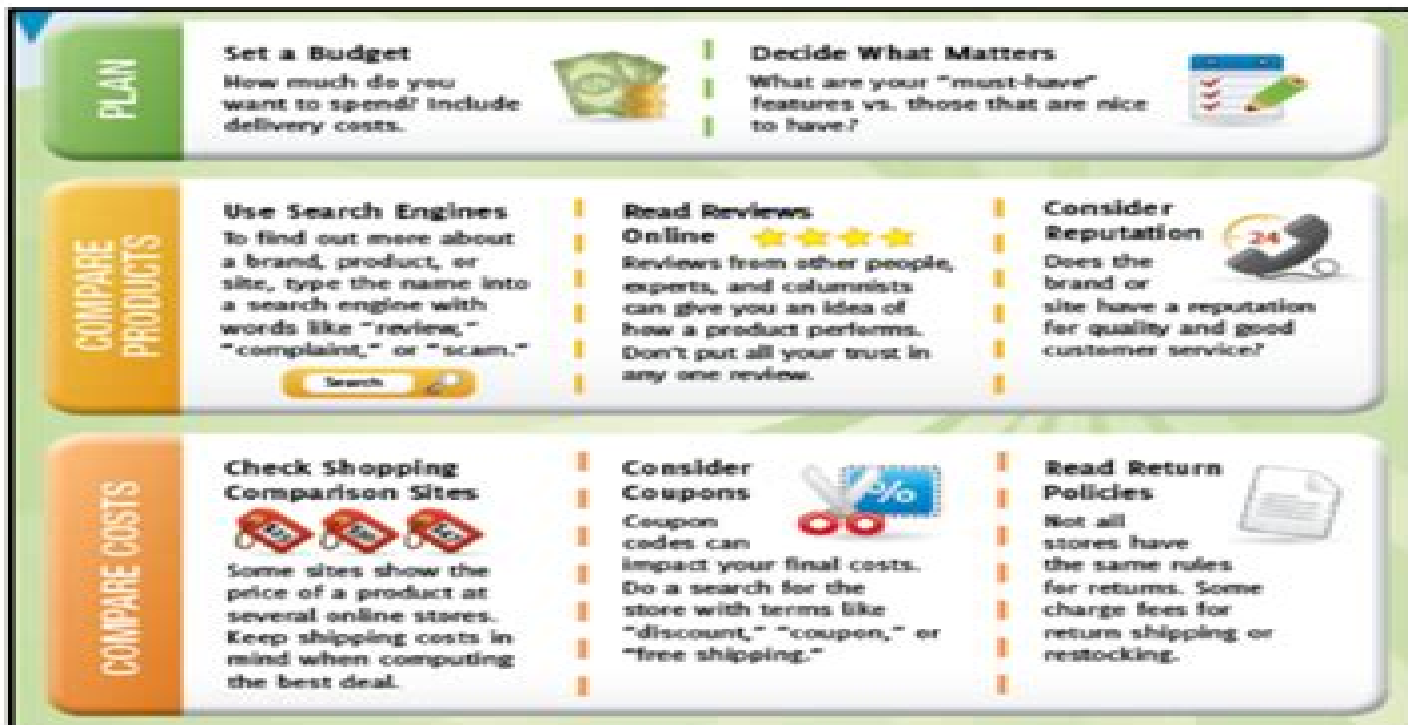 PLAN
Set a Budget
How much do you
want to spend? Include
delivery costs.
Decide What Matters
What are your "must-have"
features vs. those that are nice
to have?
COMPARE
PRODUCTS
Use Search Engines
To find out more about
a brand, product, or
site, type the name into
a search engine with
words like "review,"
"complaint," or "scam."
Search
Read Reviews
Online
Reviews from other people,
experts, and columnists
can give you an idea of
how a product performs.
Don't put all your trust in
any one review.
Consider
Reputation
24
Does the
brand or
site have a reputation
for quality and good
customer service?
COMPARE COSTS
Check Shopping
Comparison Sites
Some sites show the
price of a product at
several online stores.
Keep shipping costs in
mind when computing
the best deal.
Consider
Coupons
%
Coupon
codes can
impact your final costs.
Do a search for the
store with terms like
"discount," "coupon," or
"free shipping."
Read Return
Policies
Not all
stores have
the same rules
for returns. Some
charge fees for
return shipping or
restocking.